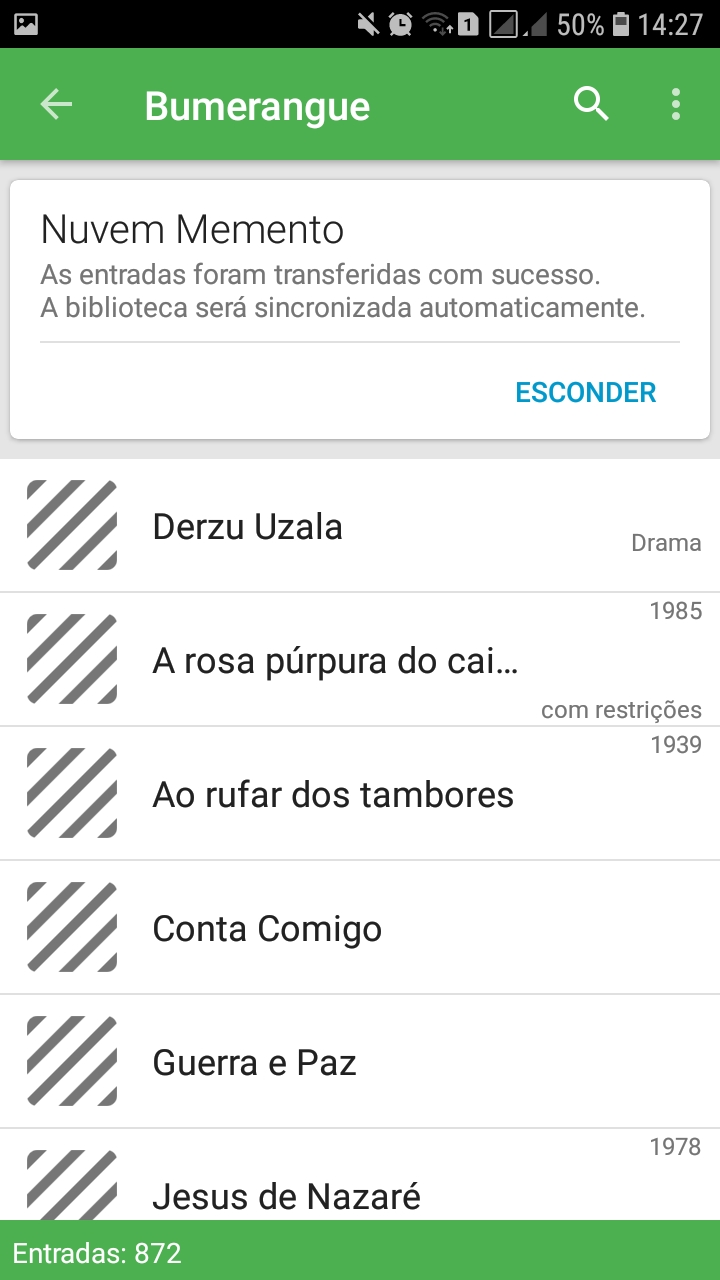 1 50% 14:27
Bumerangue
Nuvem Memento
As entradas foram transferidas com sucesso.
A biblioteca será sincronizada automaticamente.
ESCONDER
Derzu Uzala
Drama
1985
A rosa púrpura do cai...
com restrições
1939
Ao rufar dos tambores
Conta Comigo
Guerra e Paz
1978
Jesus de Nazaré
Entradas: 872